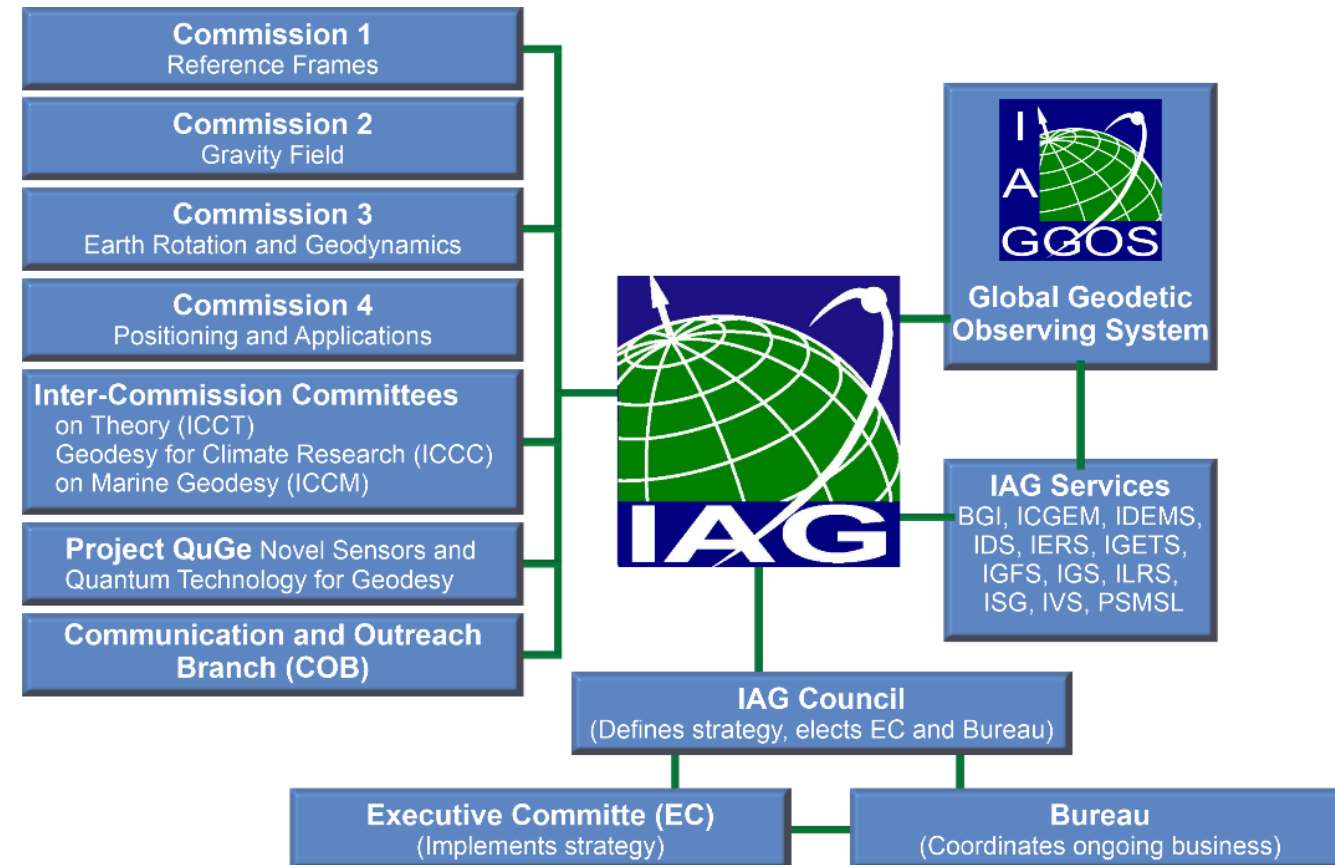 Commission 1
Reference Frames
Commission 2
Gravity Field
Commission 3
Earth Rotation and Geodynamics
Commission 4
Positioning and Applications
Inter-Commission Committees
on Theory (ICCT)
Geodesy for Climate Research (ICCC)
on Marine Geodesy (ICCM)
Project QuGe Novel Sensors and
Quantum Technology for Geodesy
Communication and Outreach
Branch (COB)
IAG
I
A
GGOS
Global Geodetic
Observing System
IAG Services
BGI, ICGEM, IDEMS,
IDS, IERS, IGETS,
IGFS, IGS, ILRS,
ISG, IVS, PSMSL
IAG Council
(Defines strategy, elects EC and Bureau)
Executive Committe (EC)
(Implements strategy)
Bureau
(Coordinates ongoing business)